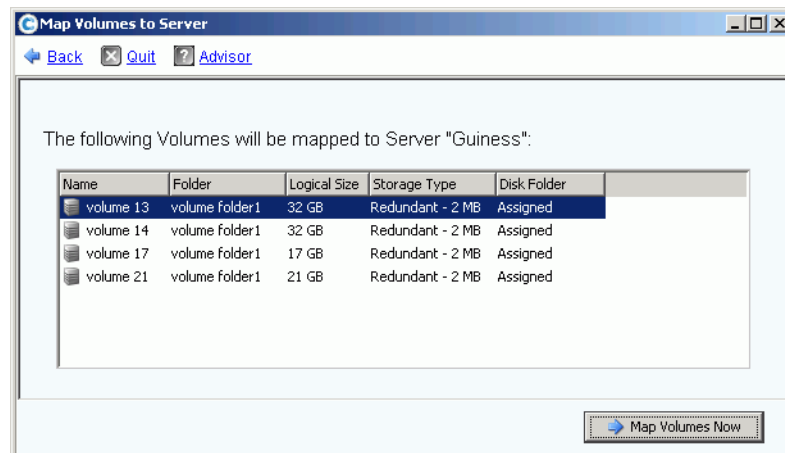 Map Volumes to Server
Back Quit Advisor
The following Volumes will be mapped to Server "Guiness":
Name Folder Logical Size Storage Type Disk Folder
volume 13 volume folder1 32 GB Redundant - 2 MB Assigned
volume 14 volume folder1 32 GB Redundant - 2 MB Assigned
volume 17 volume folder1 17 GB Redundant - 2 MB Assigned
volume 21 volume folder1 21 GB Redundant - 2 MB Assigned
Map Volumes Now